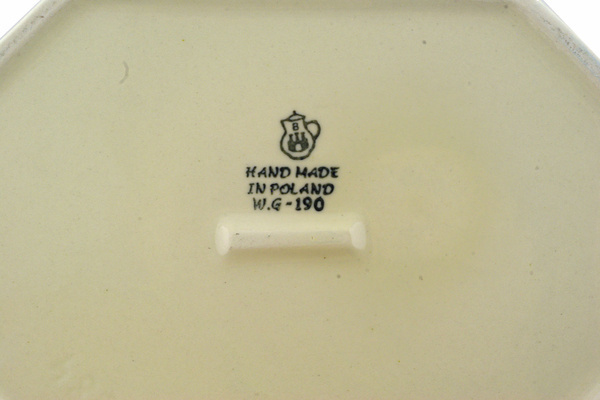 B
HAND MADE
IN POLAND
W.G-190